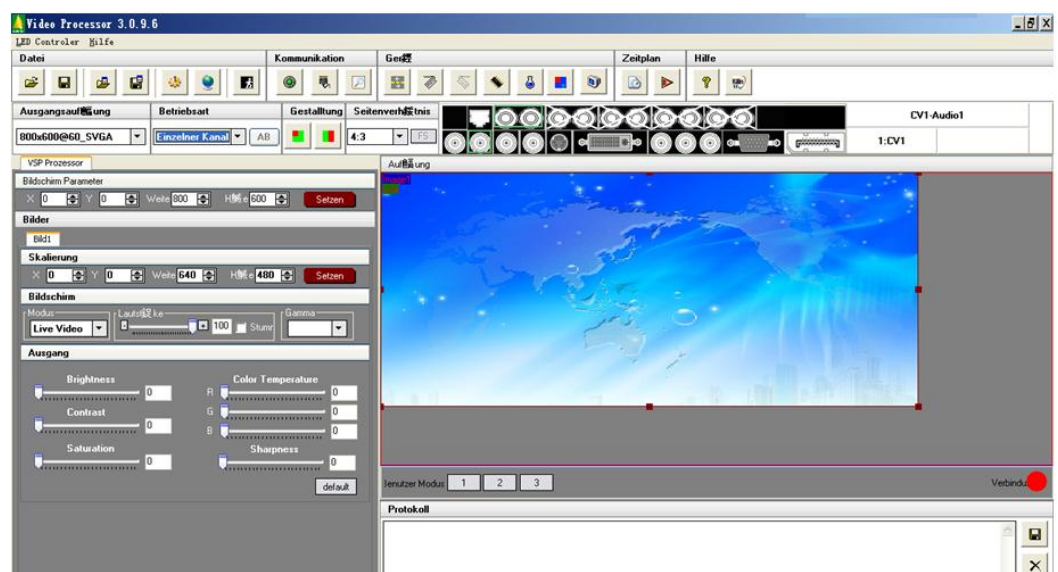 Video Processor 3.0.9.6
LED Controler Hilfe
Datei Kommunikation Zeitplan Hilfe
Betriebsart Gestalltung CV1-Audio1
800x600@60_SVGA Einzelner Kanal AB 4:3 FS 1:CV1
VSP Prozessor
Bildschirm Parameter
X 0 Y 0 Weite 800 600 Setzen
Bilder
Bild1
Skalierung
X 0 Y 0 Weite 640 480 Setzen
Bildschirm
Modus Gamma
Live Video - + 100 Stumr
Ausgang
Brightness Color Temperature
0 R 0
Contrast G 0
0 B 0
Saturation Sharpness
0 0
default
Image1
Benutzer Modus 1 2 3 Verbindu
Protokoll